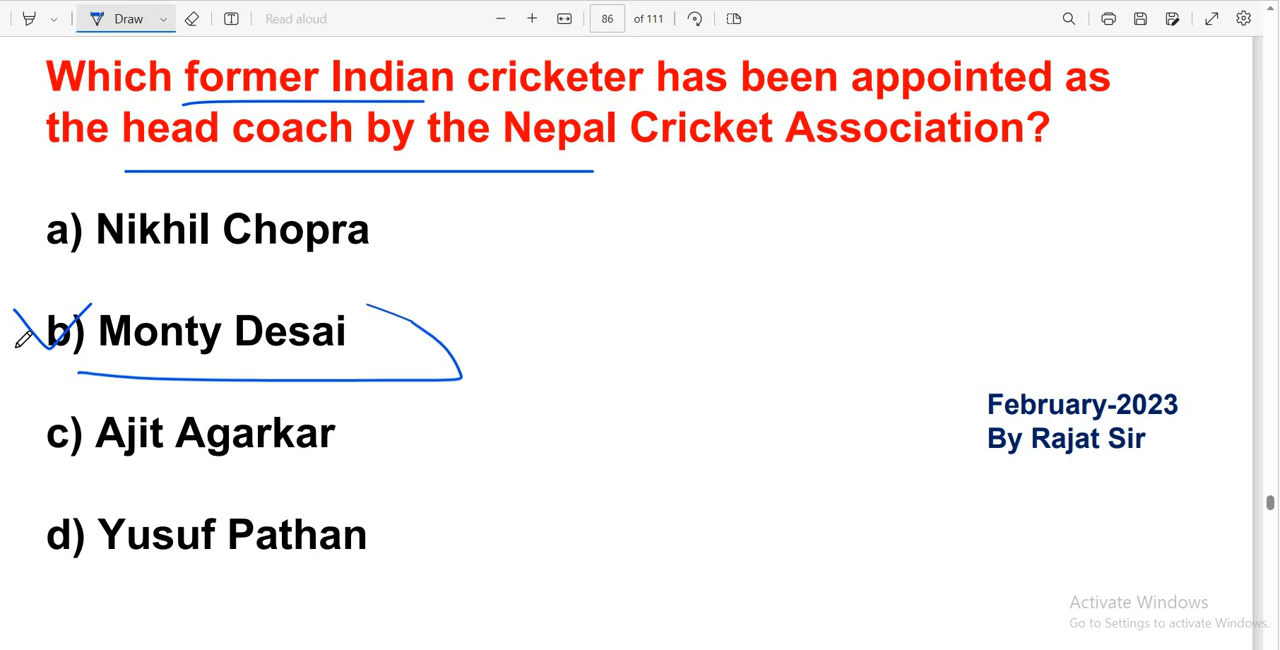 Draw
Read aloud
86 of 111
Which former Indian cricketer has been appointed as
the head coach by the Nepal Cricket Association?
a) Nikhil Chopra
b) Monty Desai
c) Ajit Agarkar
d) Yusuf Pathan
February-2023
By Rajat Sir
Activate Windows
Go to Settings to activate Windows.